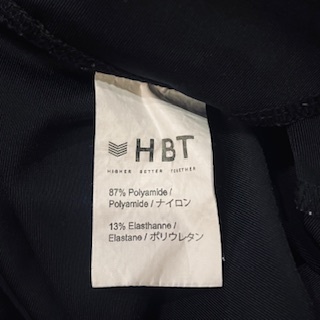 HBT
HIGHER BETTER TOGETHER
87% Polyamide /
Polyamide / ナイロン
13% Elasthanne /
Elastane / ポリウレタン